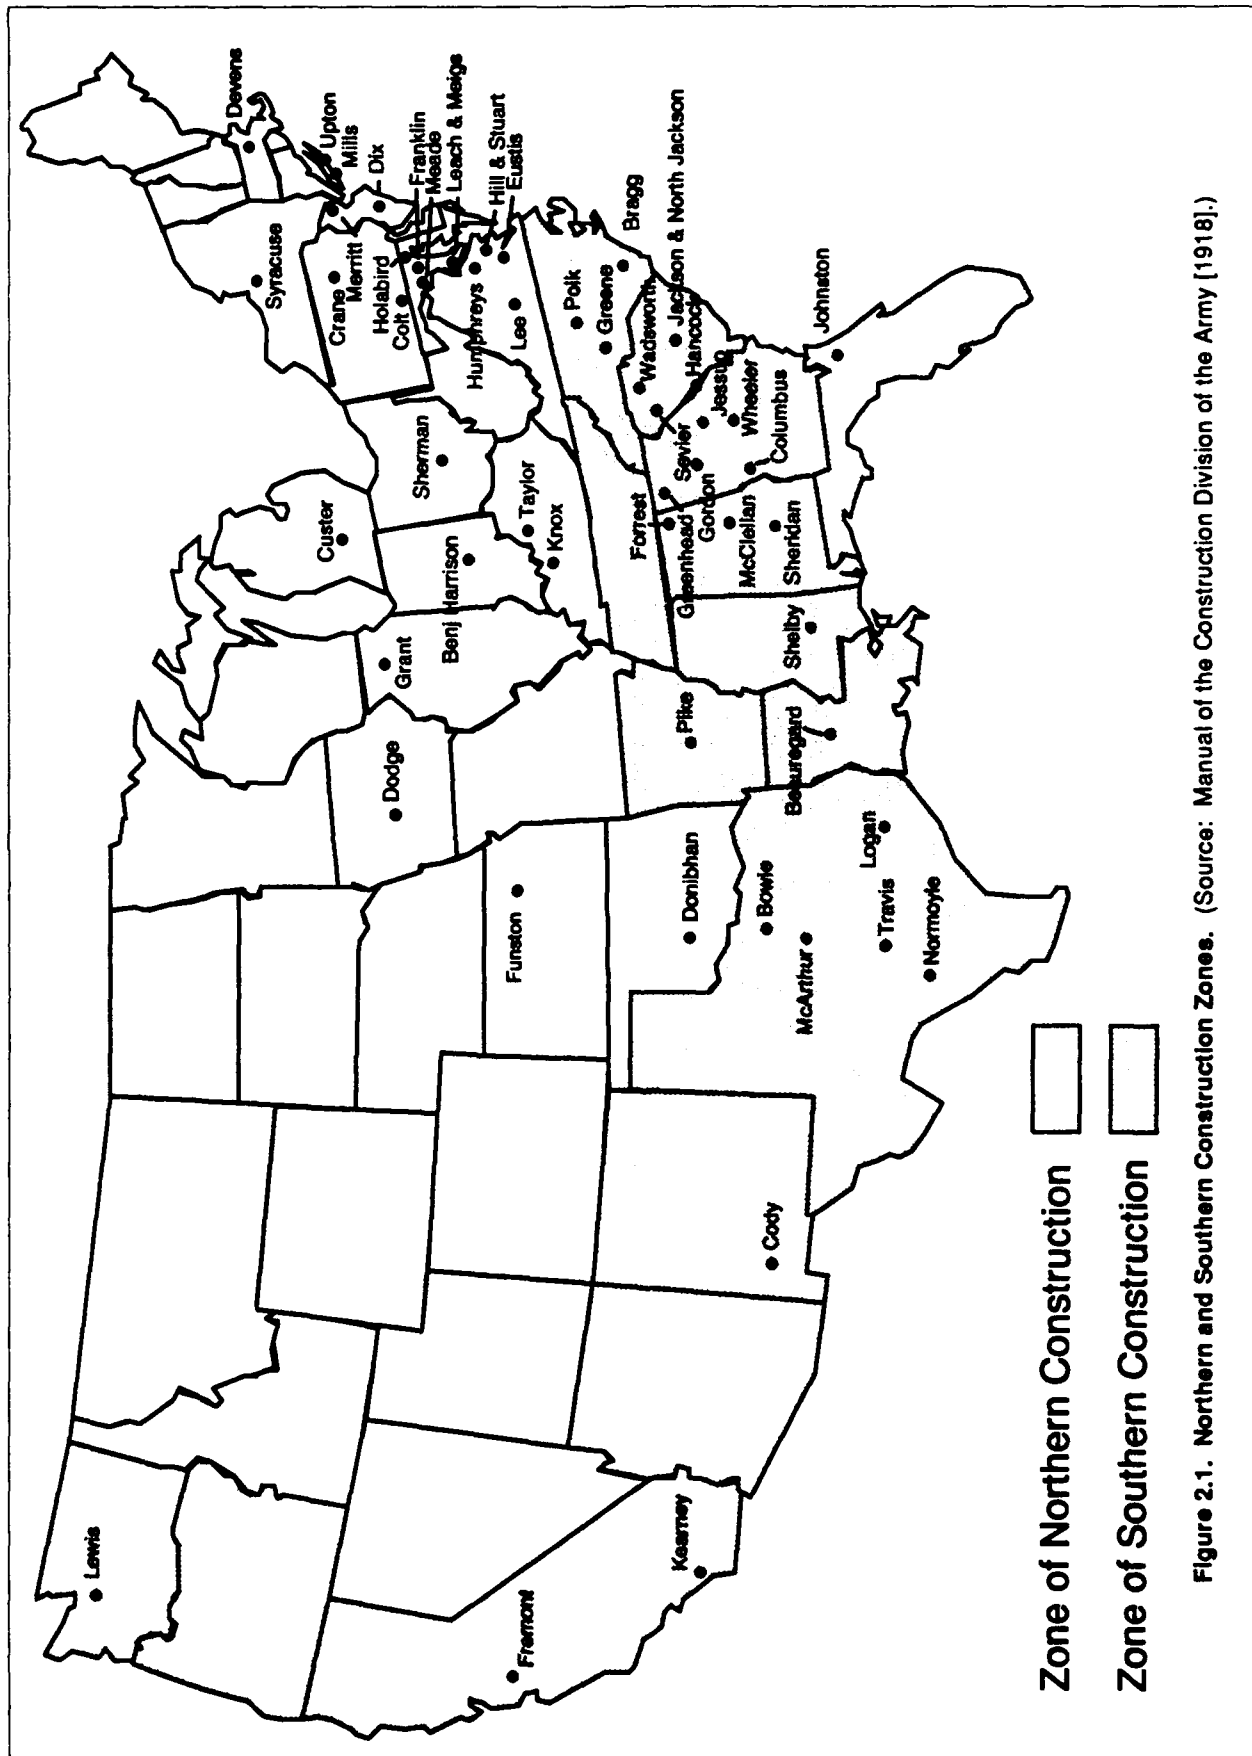 Lewis
Fremont
Kearney
Cody
Funston
Donibhan
Bowie
McArthur
Travis
Logan
Normoyle
Dodge
Pike
Beauregard
Grant
Custer
Benj Harrison
Sherman
Taylor
Knox
Forrest
Greenhead
Gordon
McClellan
Sheridan
Shelby
Sevier
Jessup
Wheeler
Columbus
Johnston
Wadsworth
Hancock
Jackson & North Jackson
Polk
Greene
Bragg
Syracuse
Crane
Merritt
Holabird
Colt
Humphreys
Lee
Devens
Upton
Mills
Dix
Franklin
Meade
Leach & Meigs
Hill & Stuart
Eustis
Zone of Northern Construction
Zone of Southern Construction
Figure 2.1. Northern and Southern Construction Zones. (Source: Manual of the Construction Division of the Army [1918].)